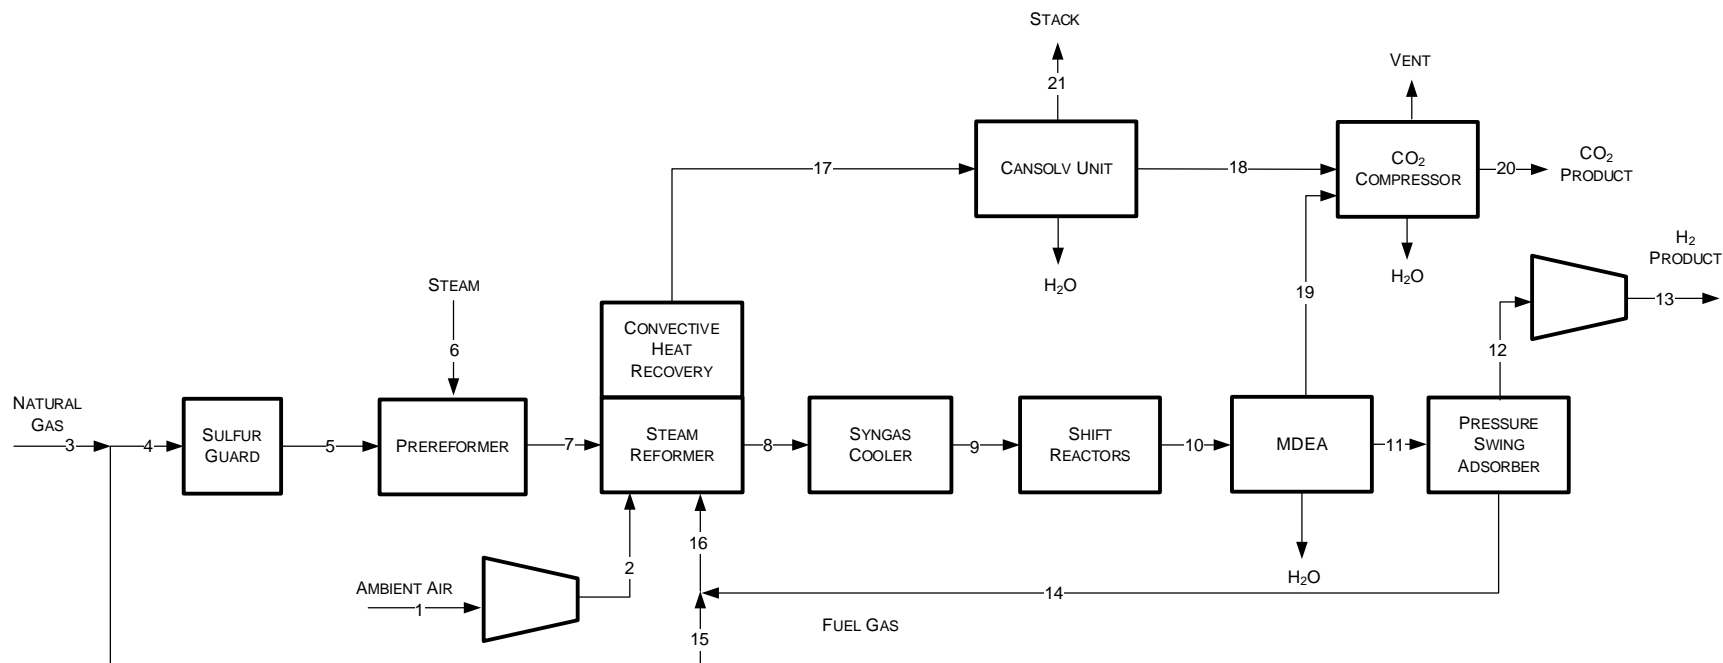 STACK
VENT
21
CANSOLV UNIT
CO₂
COMPRESSOR
CO₂
PRODUCT
17
18
20
H₂O
H₂O
H₂
PRODUCT
STEAM
19
13
CONVECTIVE
HEAT
RECOVERY
6
12
NATURAL
GAS
3
4
SULFUR
GUARD
5
PREREFORMER
7
STEAM
REFORMER
8
SYNGAS
COOLER
9
SHIFT
REACTORS
10
MDEA
11
PRESSURE
SWING
ADSORBER
16
2
H₂O
AMBIENT AIR
1
14
15
FUEL GAS